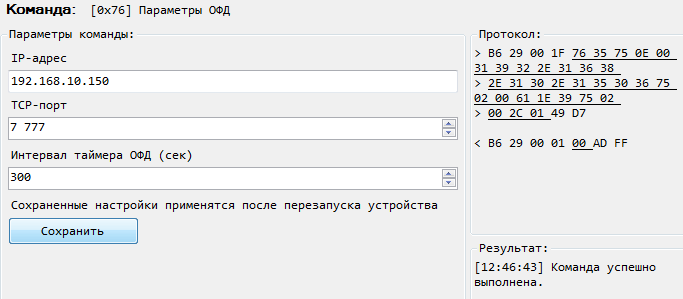 Команда: [0x76] Параметры ОФД
Параметры команды:
IP-адрес
192.168.10.150
TCP-порт
7 777
Интервал таймера ОФД (сек)
300
Сохраненные настройки применятся после перезапуска устройства
Сохранить
Протокол:
> B6 29 00 1F 76 35 75 0E 00
31 39 32 2E 31 36 38
> 2E 31 30 2E 31 35 30 36 75
02 00 61 1E 39 75 02
> 00 2C 01 49 D7
< B6 29 00 01 00 AD FF
Результат:
[12:46:43] Команда успешно
выполнена.